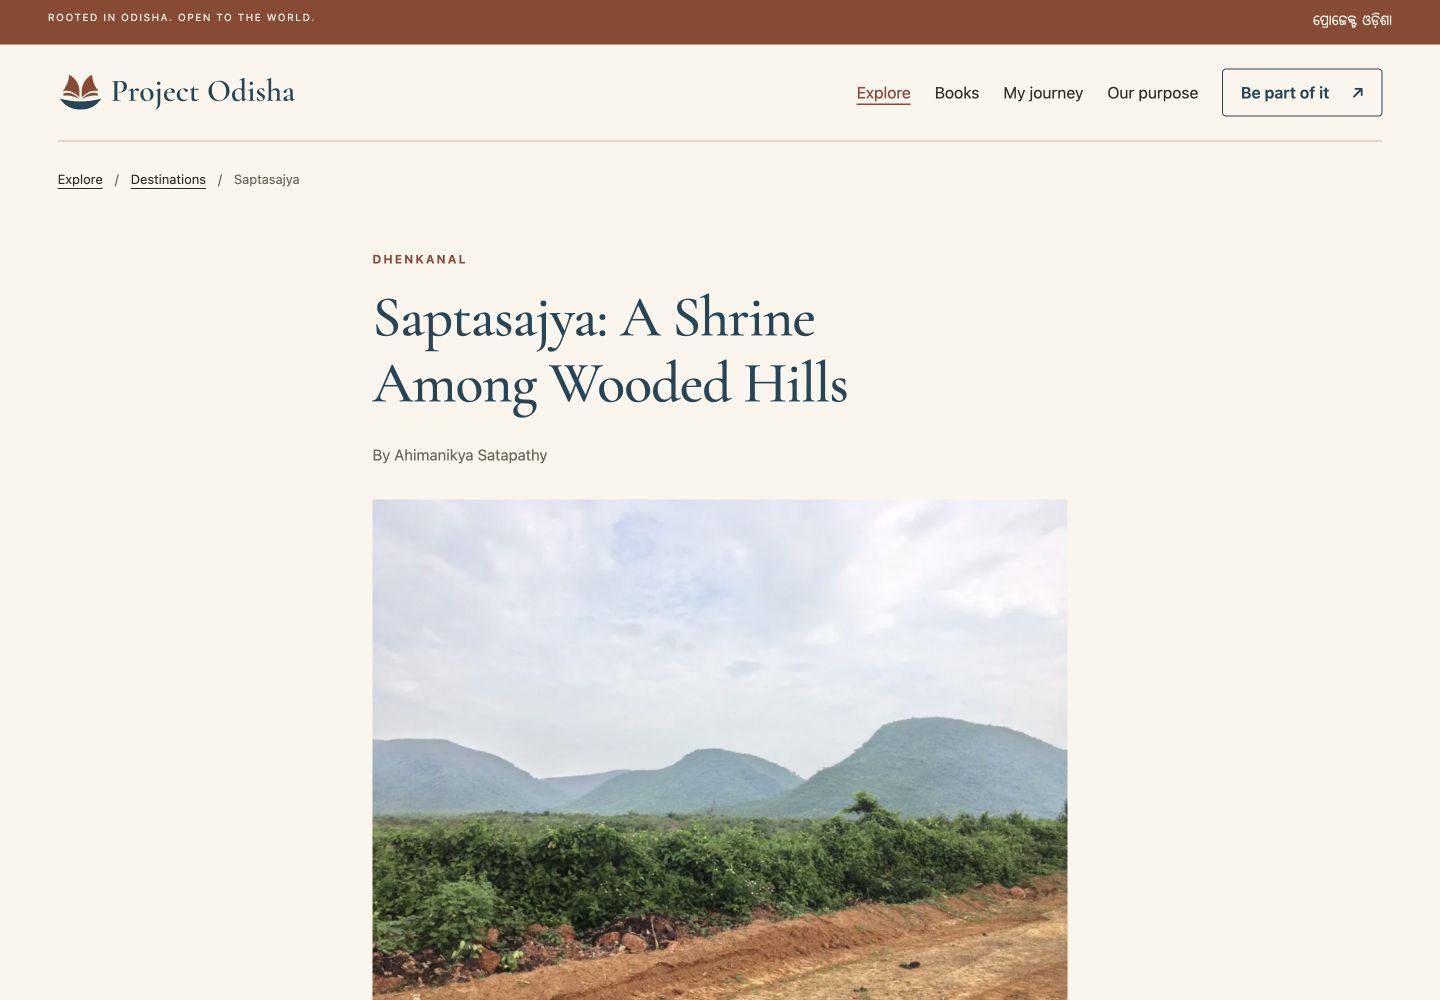 ROOTED IN ODISHA. OPEN TO THE WORLD.
ପ୍ରୋଜେକ୍ଟ ଓଡ଼ିଶା
Project Odisha
Explore
Books
My journey
Our purpose
Be part of it
Explore / Destinations / Saptasajya
DHENKANAL
Saptasajya: A Shrine
Among Wooded Hills
By Ahimanikya Satapathy